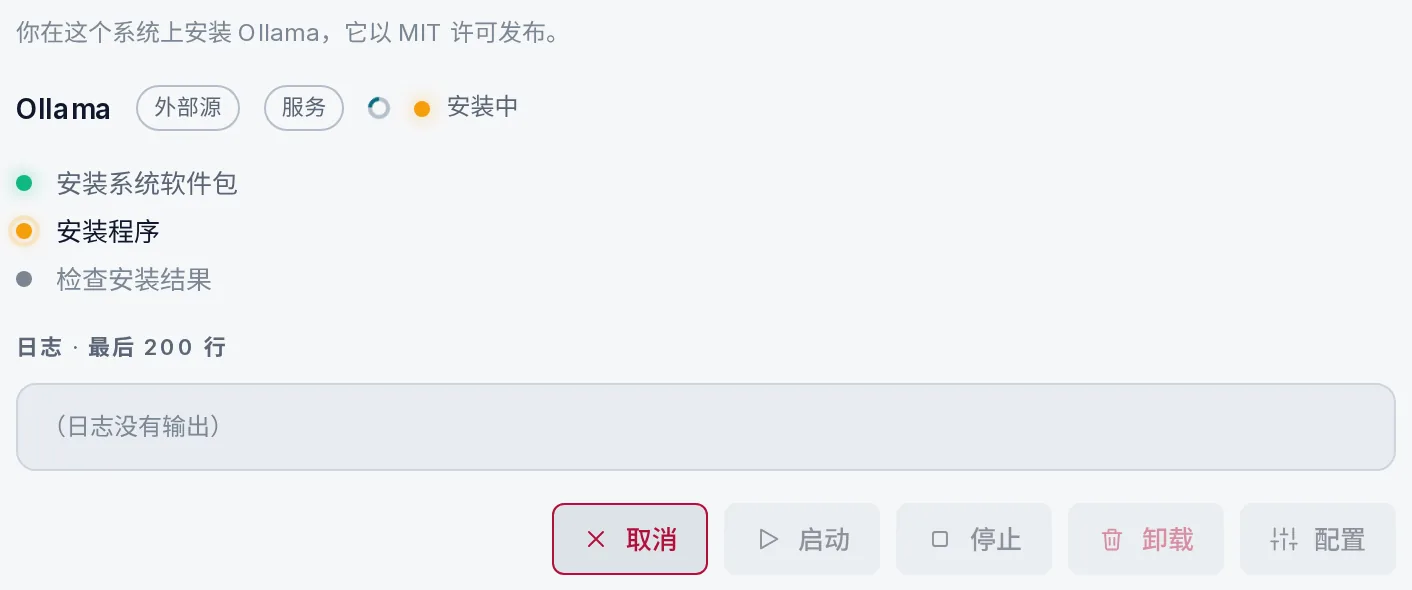 你在这个系统上安装 Ollama，它以 MIT 许可发布。
Ollama 外部源 服务 安装中
安装系统软件包
安装程序
检查安装结果
日志 · 最后 200 行
（日志没有输出）
取消 启动 停止 卸载 配置